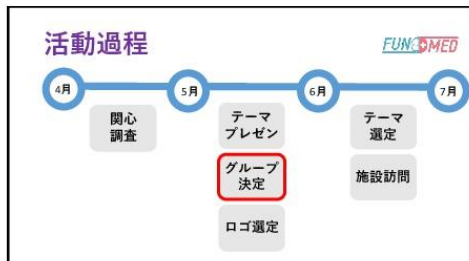 活動過程
FUN MED
4月
5月
6月
7月
関心
調査
テーマ
プレゼン
グループ
決定
ロゴ選定
テーマ
選定
施設訪問